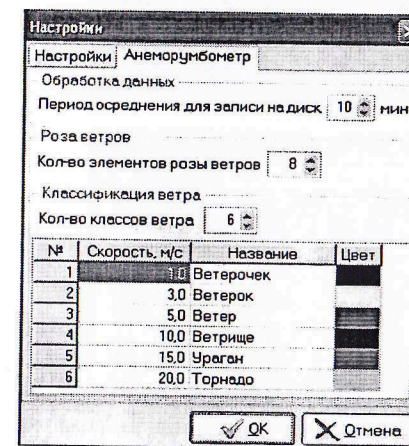 Настройки
Настройки Анеморумбометр
Обработка данных
Период осреднения для записи на диск 10 мин
Роза ветров
Кол-во элементов розы ветров 8
Классификация ветра
Кол-во классов ветра 6
№ Скорость, м/с Название Цвет
1 1,0 Ветерочек
2 3,0 Ветерок
3 5,0 Ветер
4 10,0 Ветрище
5 15,0 Ураган
6 20,0 Торнадо
OK Отмена